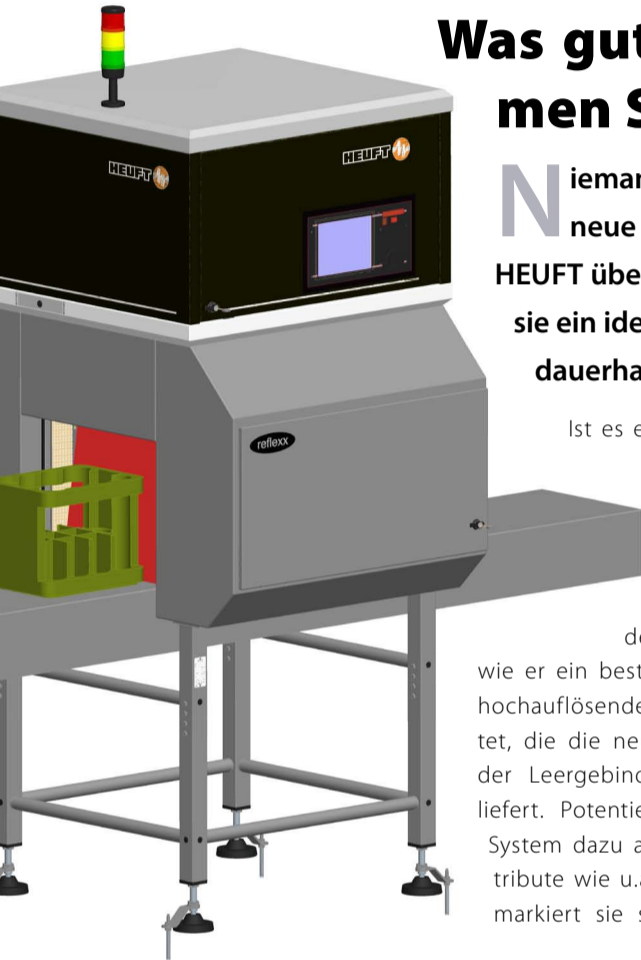 Was gut
men S
Nieman
neue
HEUFT übe
sie ein ide
dauerha
Ist es e
de
wie er ein best
hochauflösende
tet, die die ne
der Leergebind
liefert. Potentie
System dazu a
tribute wie u.a
markiert sie s
HEUFT
HEUFT
reflexx